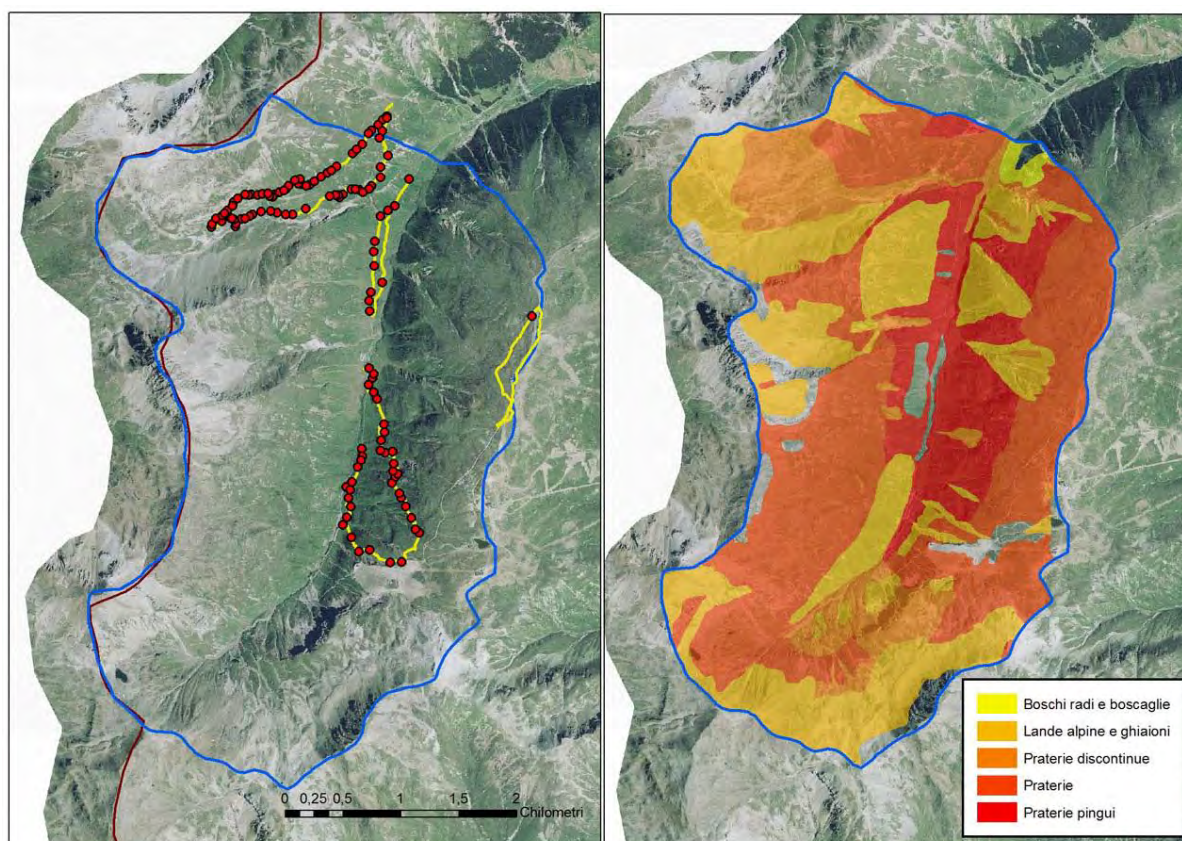 0 0,25 0,5 1 1,5 2
Chilometri
Boschi radi e boscaglie
Lande alpine e ghiaioni
Praterie discontinue
Praterie
Praterie pingui